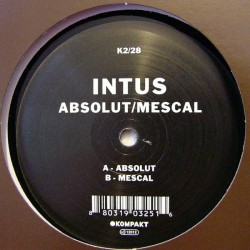 K2/28
INTUS
ABSOLUT/MESCAL
A - ABSOLUT
B - MESCAL
8 80319 03251 6
KOMPAKT